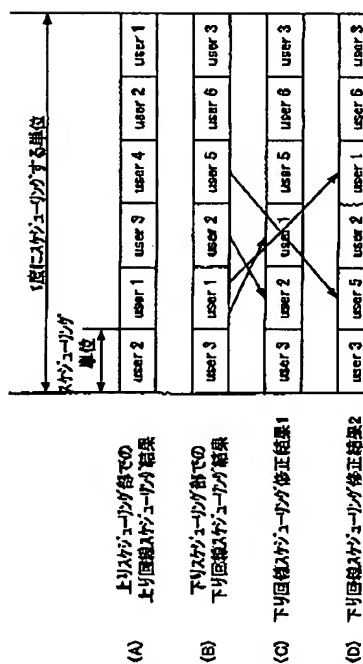 1度にスケジューリングする単位
スケジューリング
単位
(A) 上りスケジューリング部での
上り回線スケジューリング結果
user 2 user 1 user 3 user 4 user 2 user 1
(B) 下りスケジューリング部での
下り回線スケジューリング結果
user 3 user 1 user 2 user 5 user 6 user 3
(C) 下り回線スケジューリング修正結果1
user 3 user 2 user 1 user 5 user 6 user 3
(D) 下り回線スケジューリング修正結果2
user 3 user 5 user 2 user 1 user 6 user 3